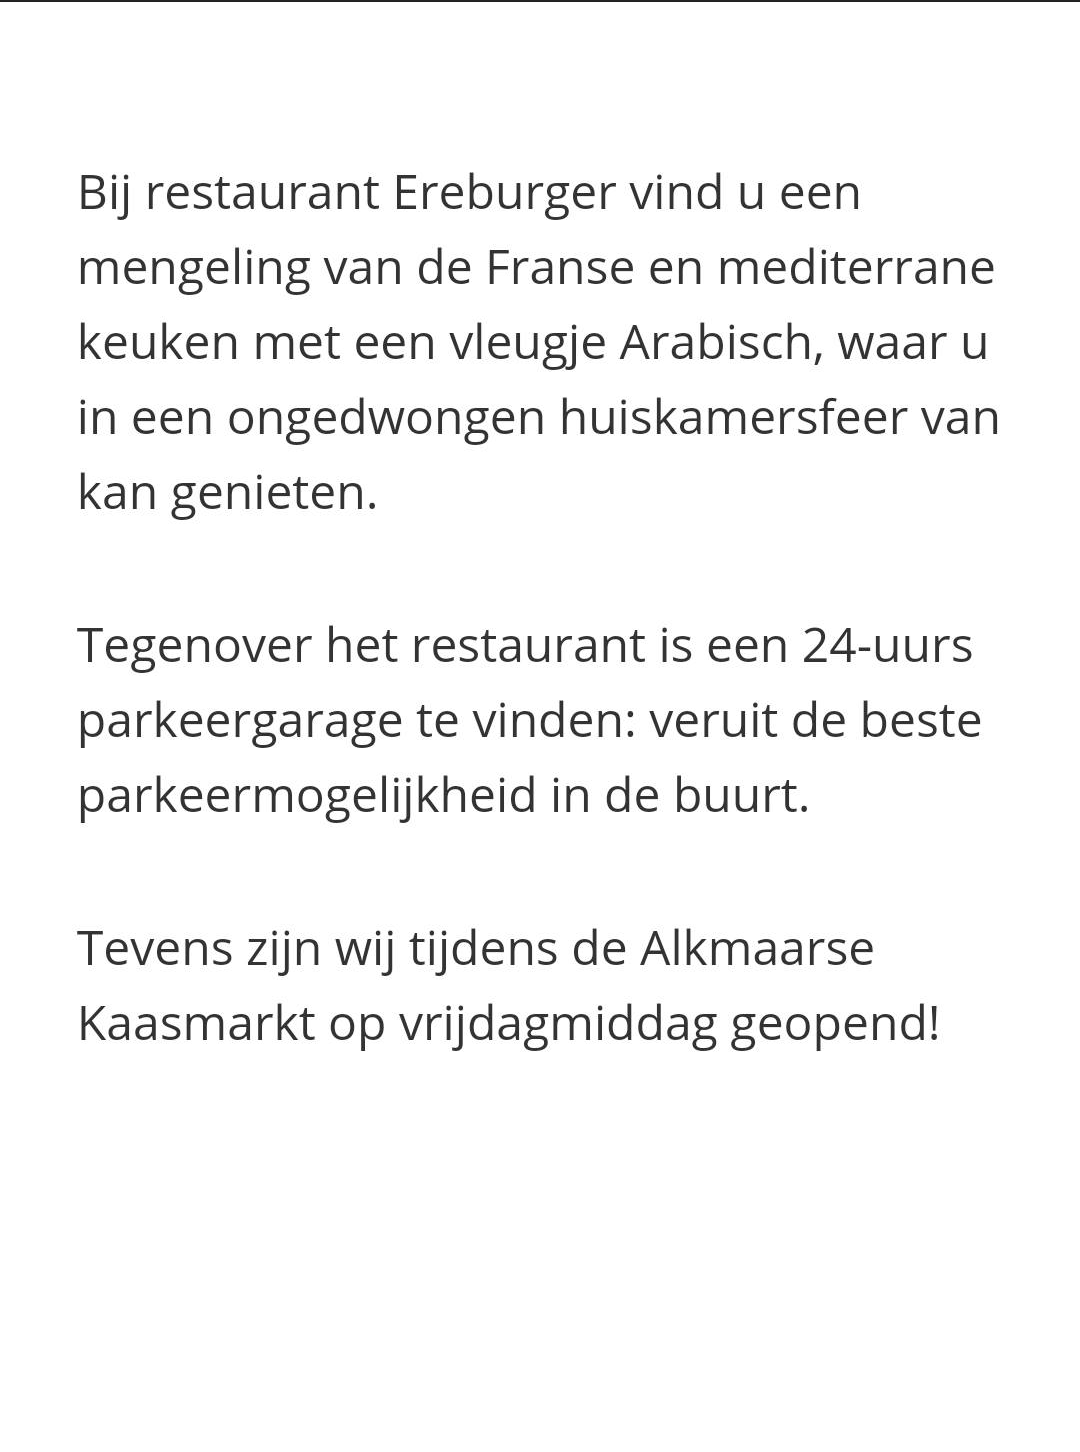 Bij restaurant Ereburger vind u een
mengeling van de Franse en mediterrane
keuken met een vleugje Arabisch, waar u
in een ongedwongen huiskamersfeer van
kan genieten.
Tegenover het restaurant is een 24-uurs
parkeergarage te vinden: veruit de beste
parkeermogelijkheid in de buurt.
Tevens zijn wij tijdens de Alkmaarse
Kaasmarkt op vrijdagmiddag geopend!